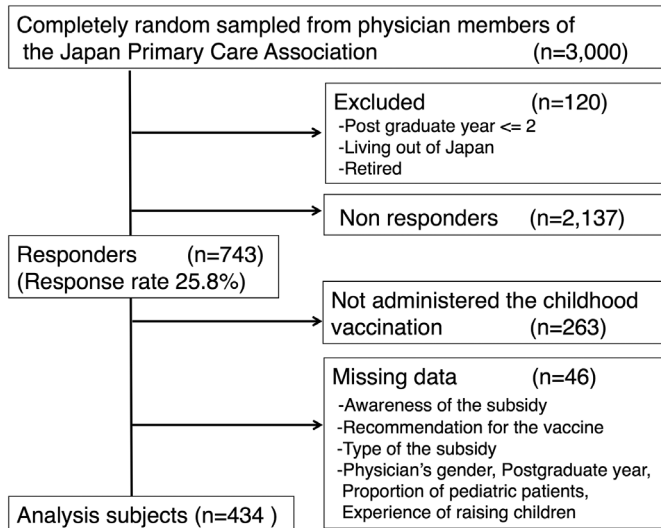 Completely random sampled from physician members of
the Japan Primary Care Association (n=3,000)
Excluded (n=120)
-Post graduate year <= 2
-Living out of Japan
-Retired
Non responders (n=2,137)
Responders (n=743)
(Response rate 25.8%)
Not administered the childhood
vaccination (n=263)
Missing data (n=46)
-Awareness of the subsidy
-Recommendation for the vaccine
-Type of the subsidy
-Physician's gender, Postgraduate year,
Proportion of pediatric patients,
Experience of raising children
Analysis subjects (n=434 )